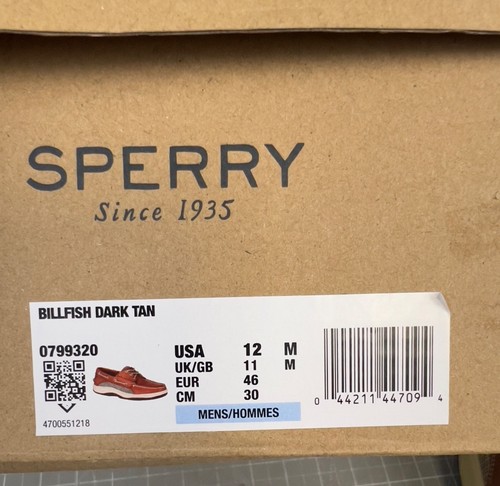 SPERRY
Since 1935
BILLFISH DARK TAN
0799320
USA 12 M
UK/GB 11 M
EUR 46
CM 30
MENS/HOMMES
4700551218
0 44211 44709 4